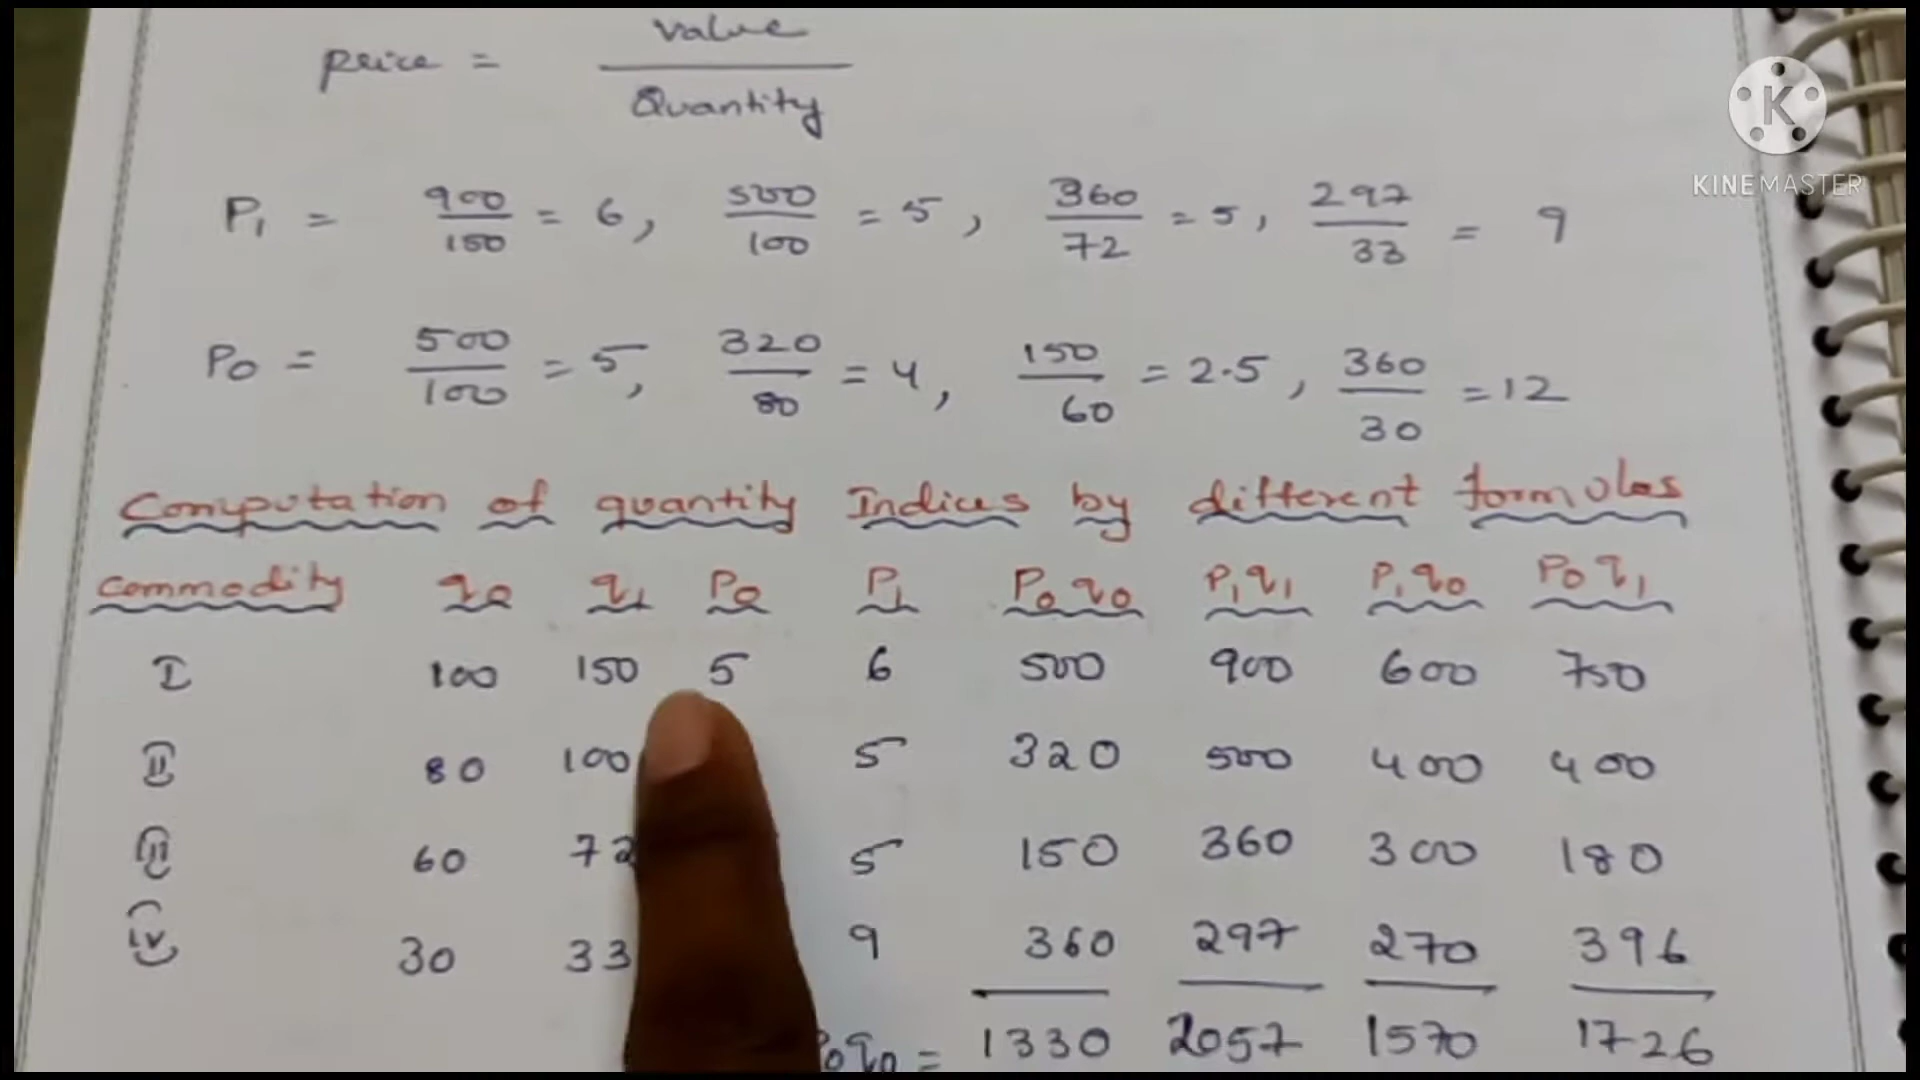 value
price = ―――
Quantity
P₁ = 900/150 = 6, 500/100 = 5, 360/72 = 5, 297/33 = 9
P0 = 500/100 = 5, 320/80 = 4, 150/60 = 2.5, 360/30 = 12
Computation of quantity Indices by different formulas
commodity q0 q₁ P0 P₁ P0q0 P₁q₁ P₁q0 P0q₁
I 100 150 5 6 500 900 600 750
II 80 100 5 320 500 400 400
III 60 72 5 150 360 300 180
IV 30 33 9 360 297 270 396
P0q0 = 1330 2057 1570 1726
K
KINEMASTER